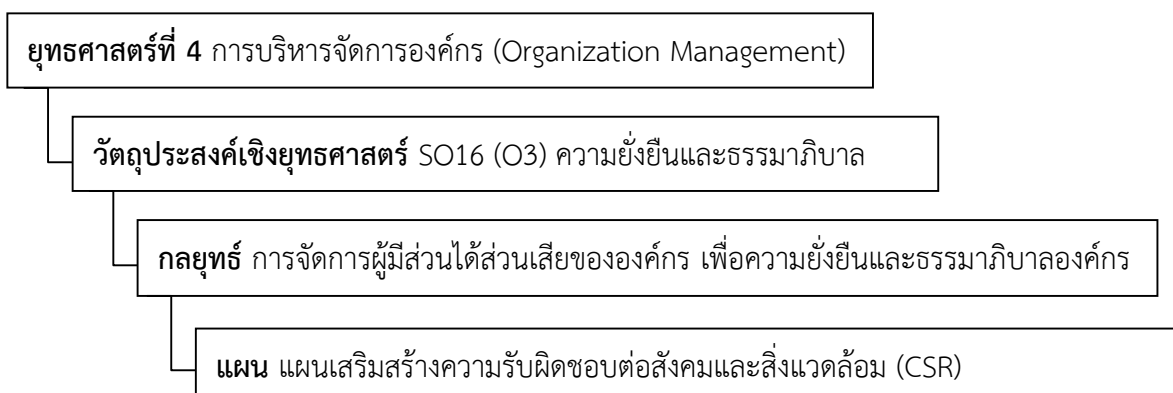 ยุทธศาสตร์ที่ 4 การบริหารจัดการองค์กร (Organization Management)
วัตถุประสงค์เชิงยุทธศาสตร์ SO16 (O3) ความยั่งยืนและธรรมาภิบาล
กลยุทธ์ การจัดการผู้มีส่วนได้ส่วนเสียขององค์กร เพื่อความยั่งยืนและธรรมาภิบาลองค์กร
แผน แผนเสริมสร้างความรับผิดชอบต่อสังคมและสิ่งแวดล้อม (CSR)